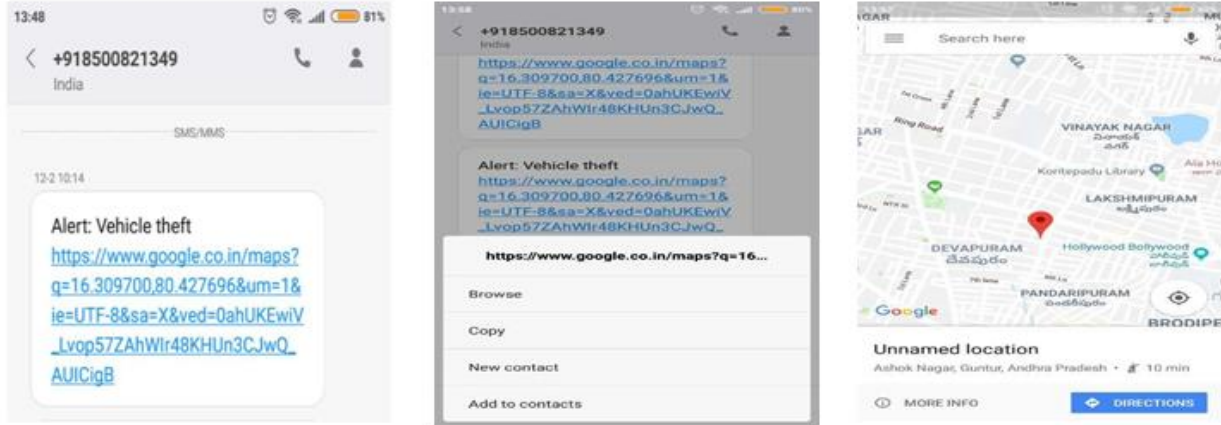 13:48
81%
+918500821349
India
SMS/MMS
12-2 10:14
Alert: Vehicle theft
https://www.google.co.in/maps?
q=16.309700,80.427696&um=1&
ie=UTF-8&sa=X&ved=0ahUKEwiV
_Lvop57ZAhWIr48KHUn3CJwQ_
AUICigB
80%
+918500821349
India
https://www.google.co.in/maps?
q=16.309700,80.427696&um=1&
ie=UTF-8&sa=X&ved=0ahUKEwiV
_Lvop57ZAhWIr48KHUn3CJwQ_
AUICigB
Alert: Vehicle theft
https://www.google.co.in/maps?
q=16.309700,80.427696&um=1&
ie=UTF-8&sa=X&ved=0ahUKEwiV
_Lvop57ZAhWIr48KHUn3CJwQ_
https://www.google.co.in/maps?q=16...
Browse
Copy
New contact
Add to contacts
GAR
Search here
Ring Road
VINAYAK NAGAR
Koritepadu Library
LAKSHMIPURAM
లక్ష్మీపురం
DEVAPURAM
దేవపురం
Hollywood Bollywood
PANDARIPURAM
Google
BRODIPE
Unnamed location
Ashok Nagar, Guntur, Andhra Pradesh • 10 min
MORE INFO
DIRECTIONS